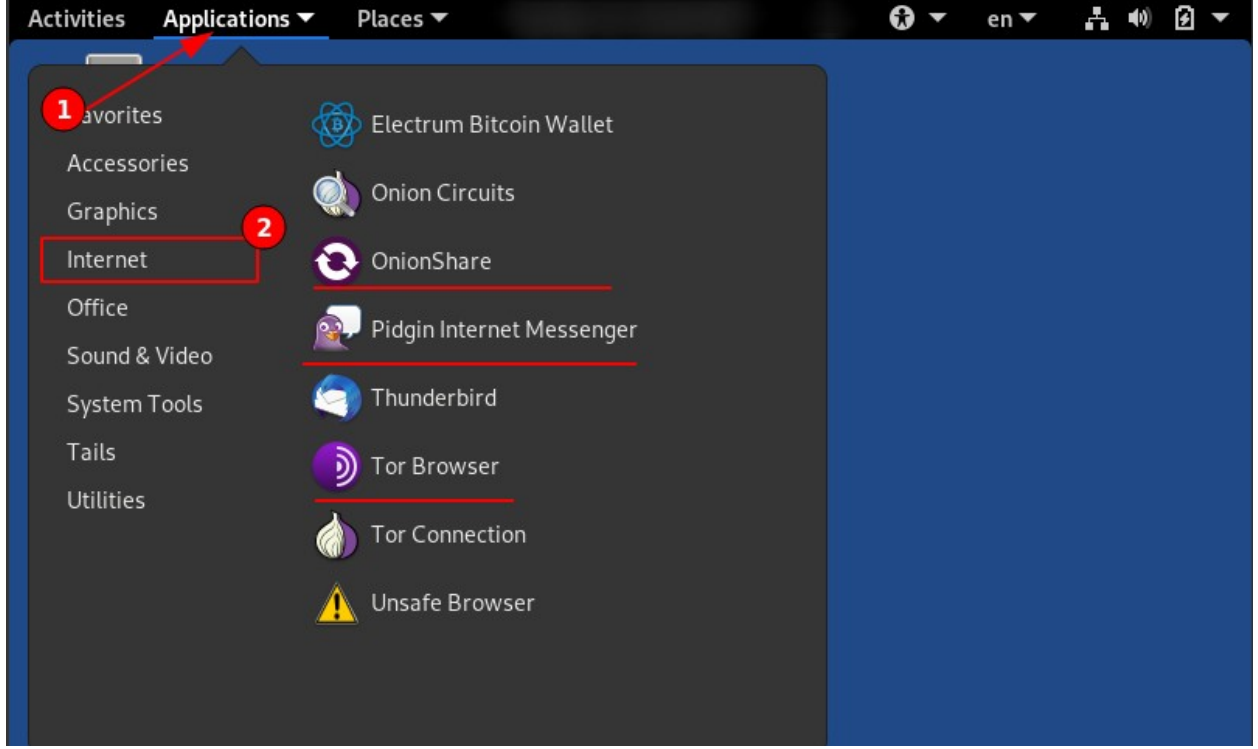 Activities Applications Places en
1
avorites
Accessories
Graphics
2
Internet
Office
Sound & Video
System Tools
Tails
Utilities
Electrum Bitcoin Wallet
Onion Circuits
OnionShare
Pidgin Internet Messenger
Thunderbird
Tor Browser
Tor Connection
Unsafe Browser